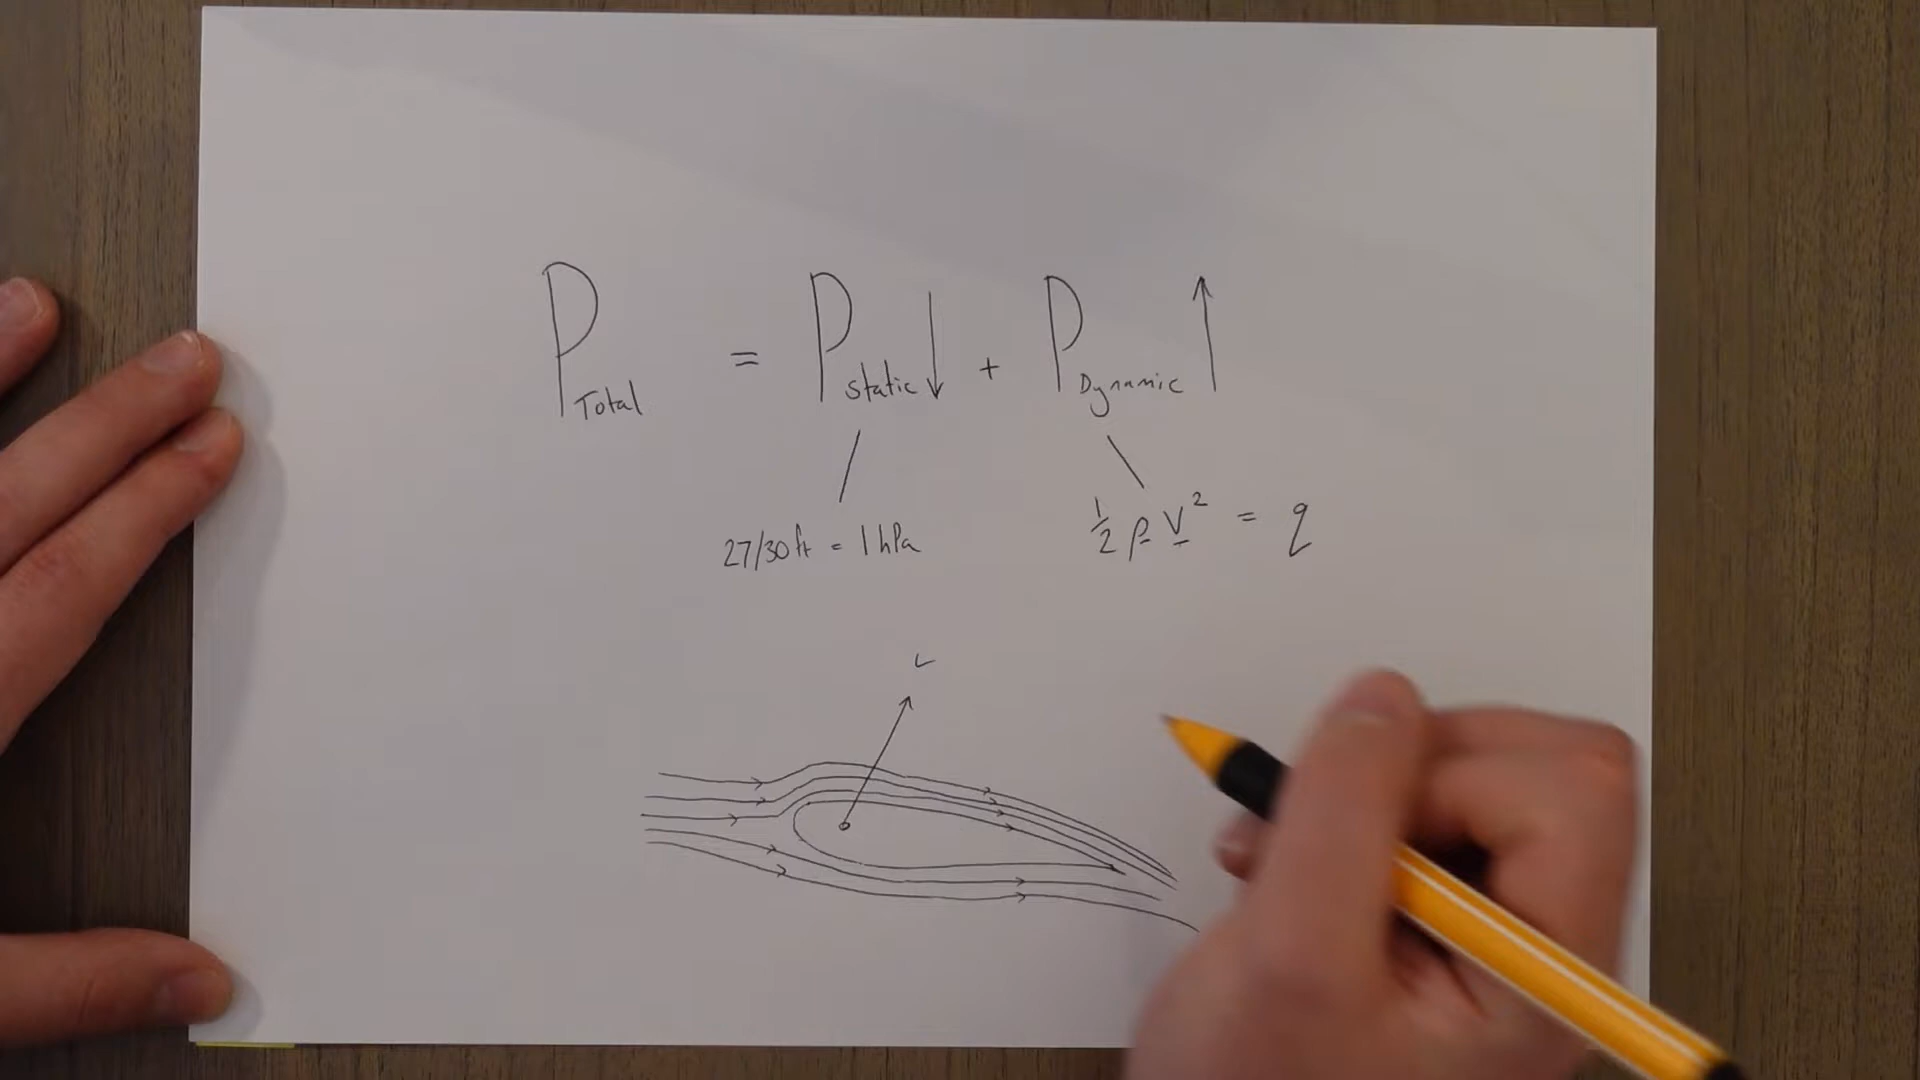 P Total = P static ↓ + P Dynamic ↑
27/30 ft = 1 hPa
½ ρ V² = q
L